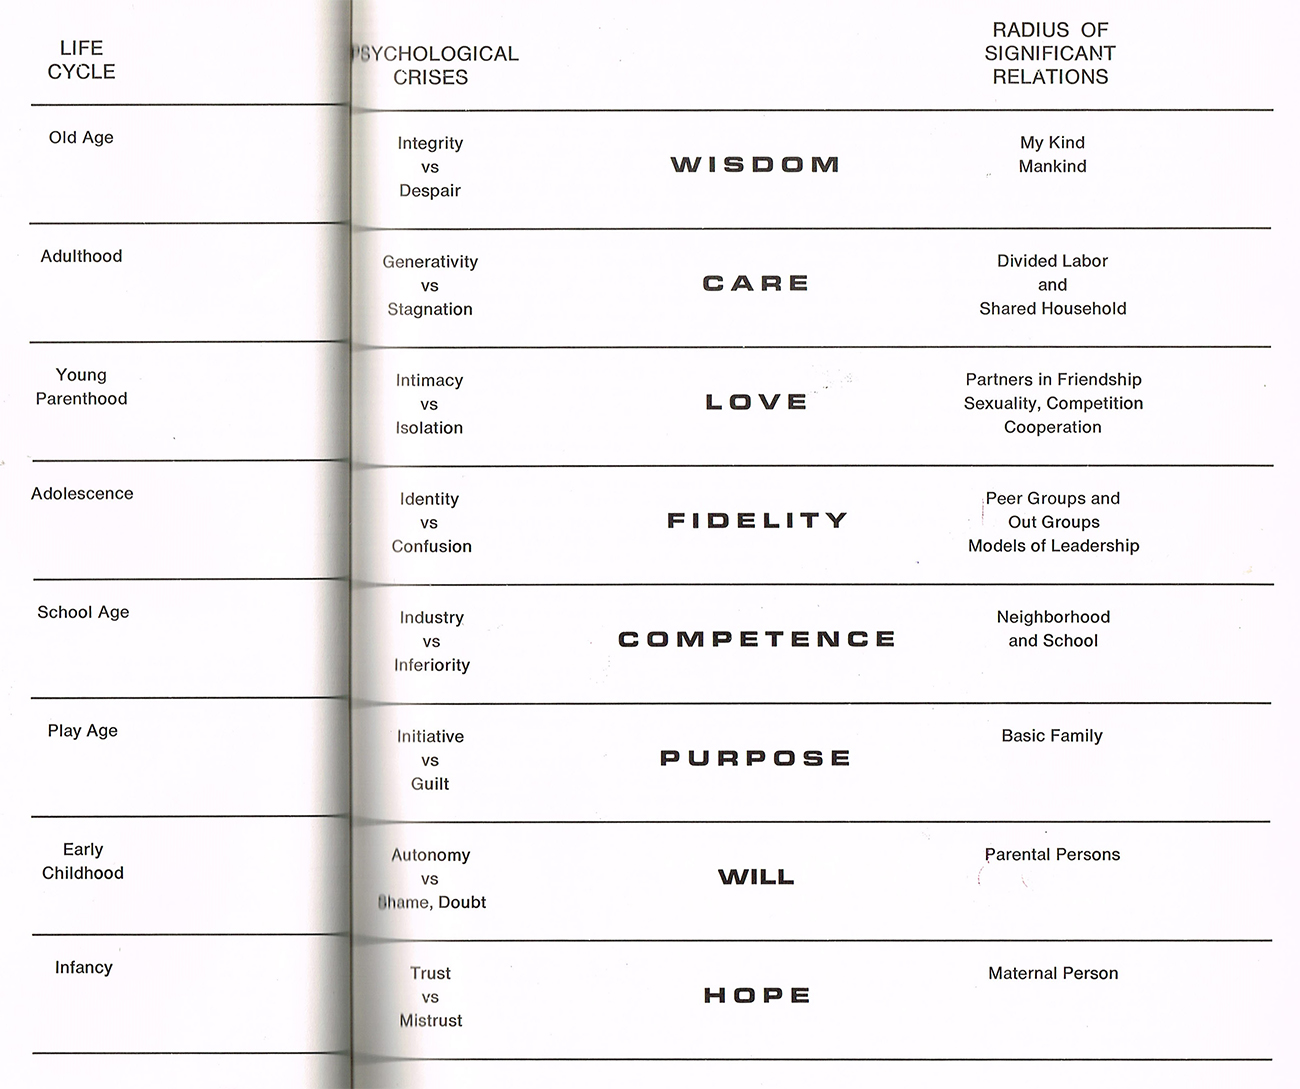 LIFE
CYCLE
PSYCHOLOGICAL
CRISES
RADIUS OF
SIGNIFICANT
RELATIONS
Old Age
Integrity
vs
Despair
WISDOM
My Kind
Mankind
Adulthood
Generativity
vs
Stagnation
CARE
Divided Labor
and
Shared Household
Young
Parenthood
Intimacy
vs
Isolation
LOVE
Partners in Friendship
Sexuality, Competition
Cooperation
Adolescence
Identity
vs
Confusion
FIDELITY
Peer Groups and
Out Groups
Models of Leadership
School Age
Industry
vs
Inferiority
COMPETENCE
Neighborhood
and School
Play Age
Initiative
vs
Guilt
PURPOSE
Basic Family
Early
Childhood
Autonomy
vs
Shame, Doubt
WILL
Parental Persons
Infancy
Trust
vs
Mistrust
HOPE
Maternal Person